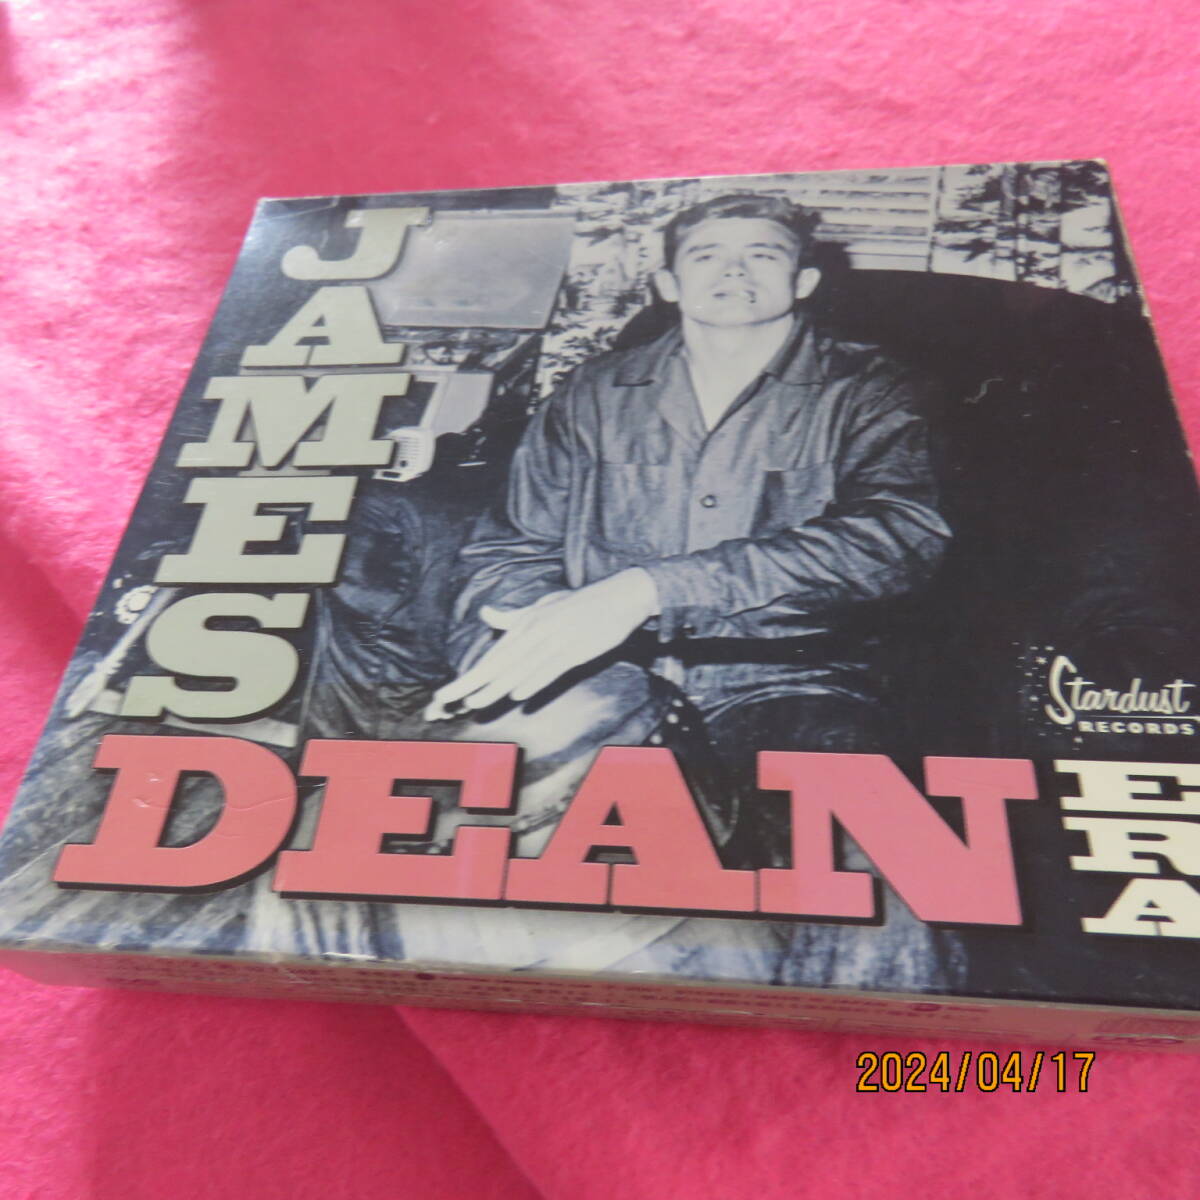 JAMES
DEAN
ERA
Stardust
RECORDS
2024/04/17